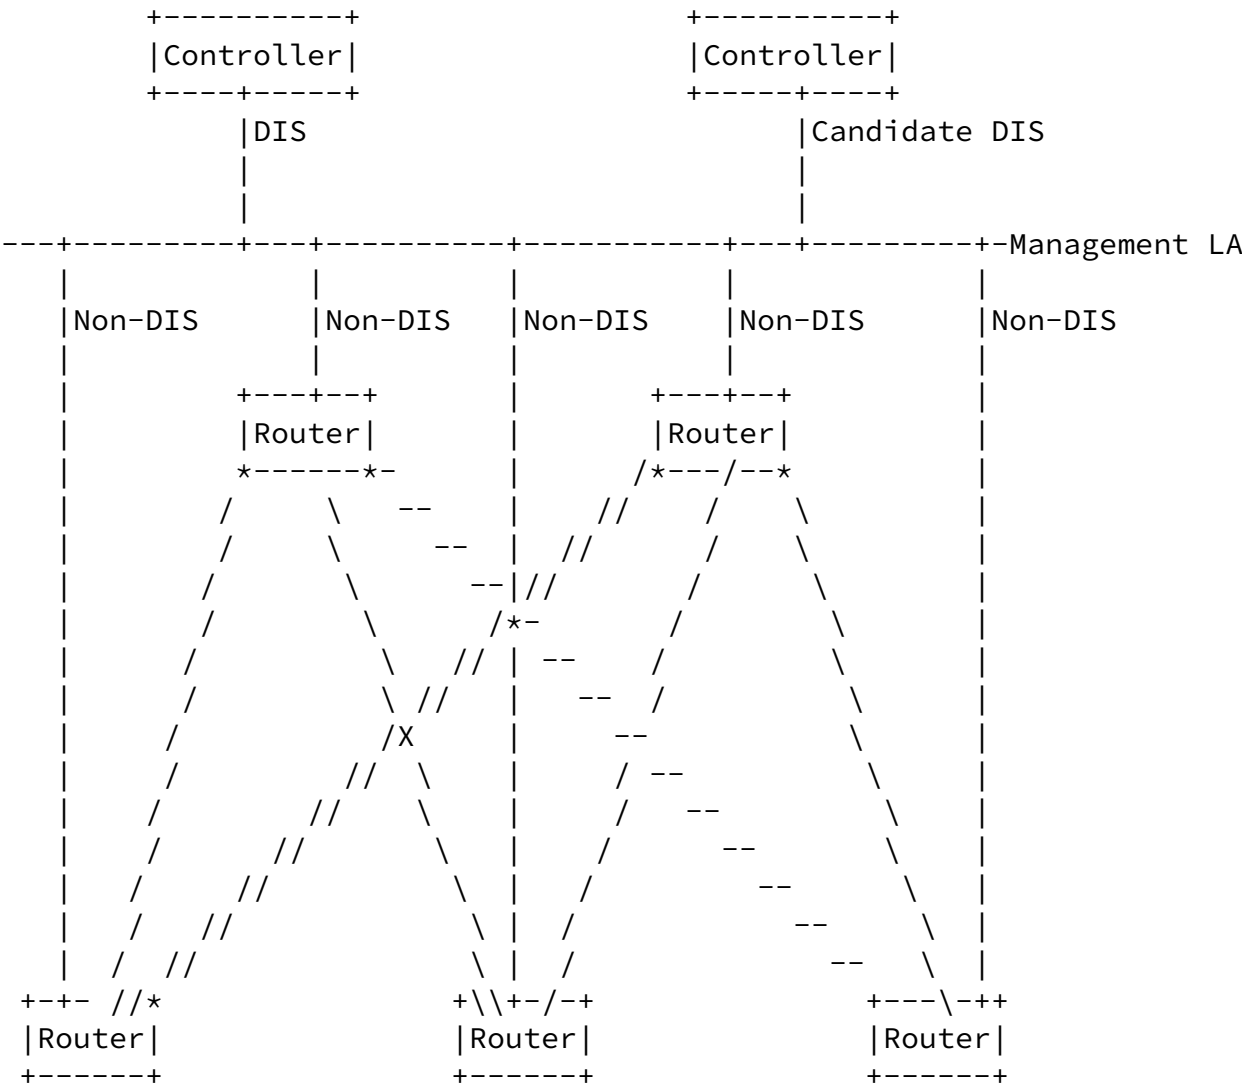 Controller Controller
DIS Candidate DIS
Management LA
Non-DIS Non-DIS Non-DIS Non-DIS Non-DIS
Router Router
X
Router Router Router